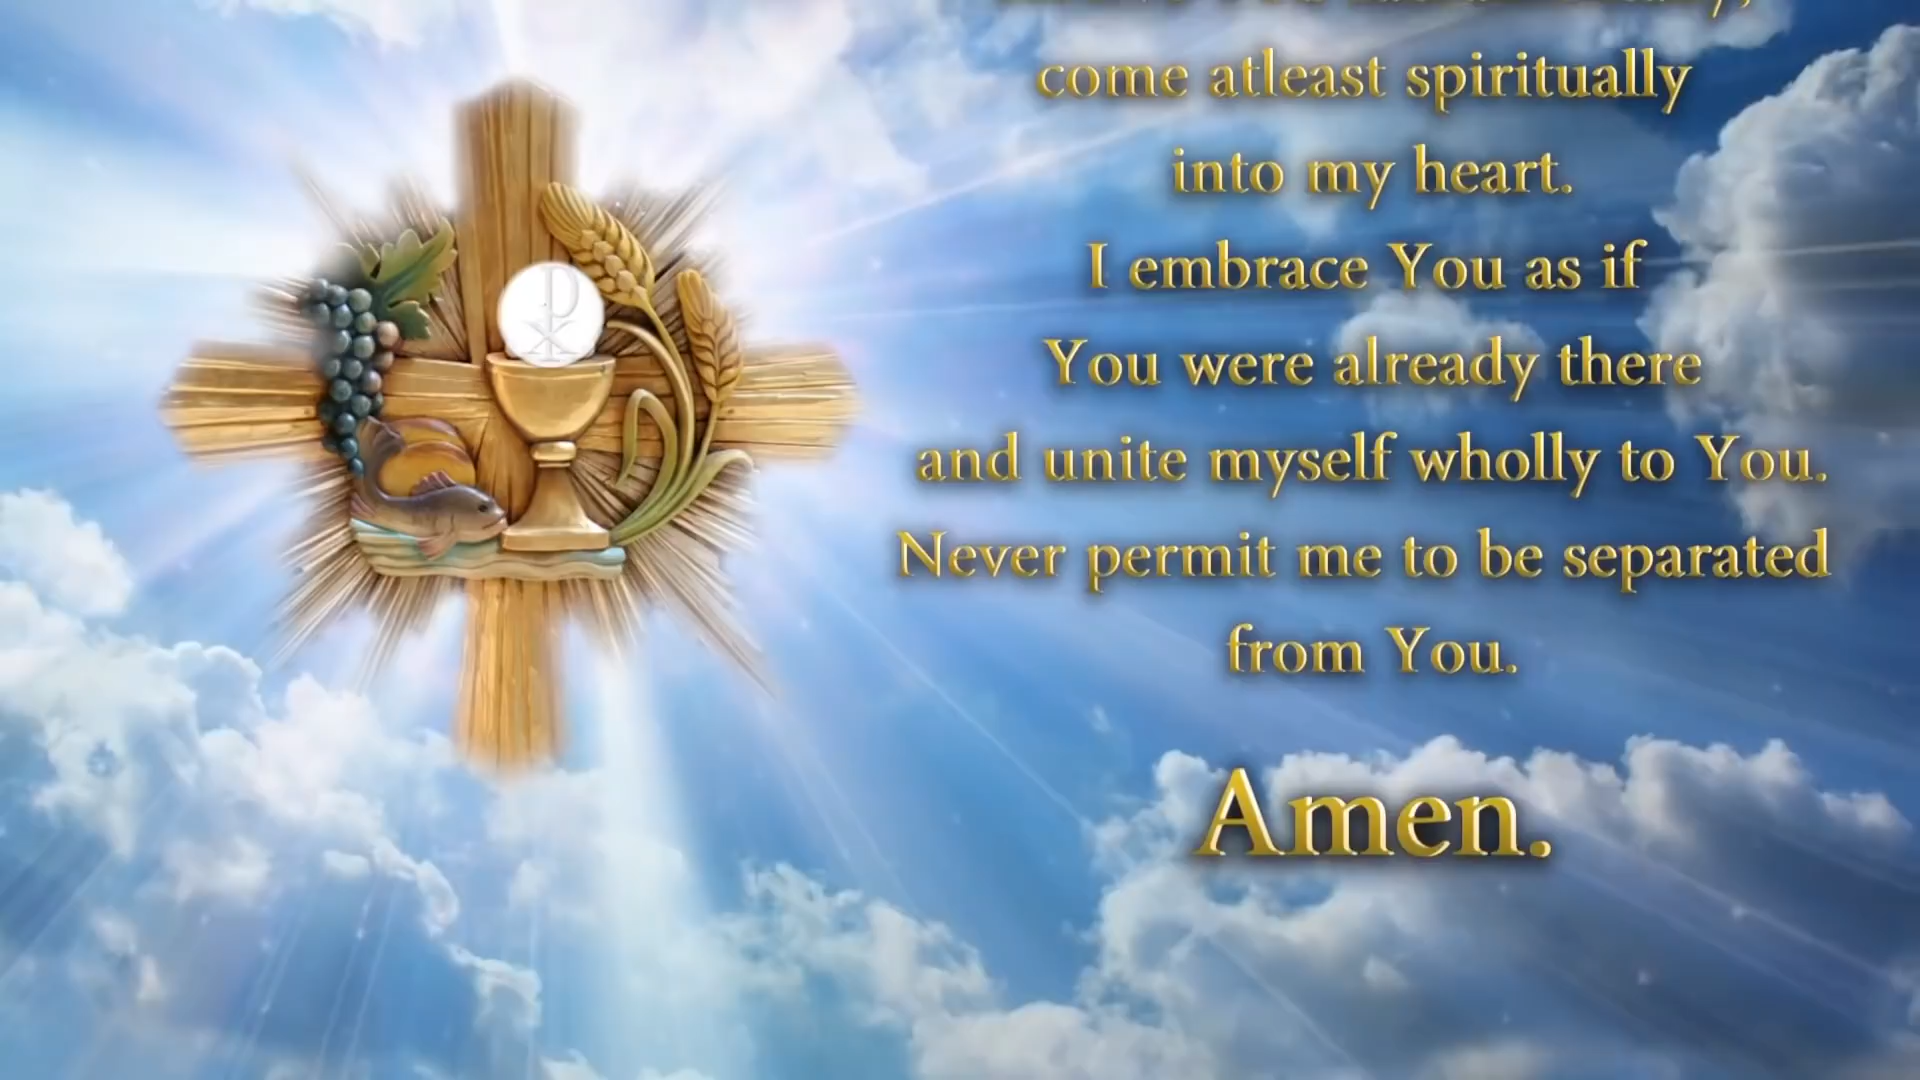 come atleast spiritually
into my heart.
I embrace You as if
You were already there
and unite myself wholly to You.
Never permit me to be separated
from You.
Amen.